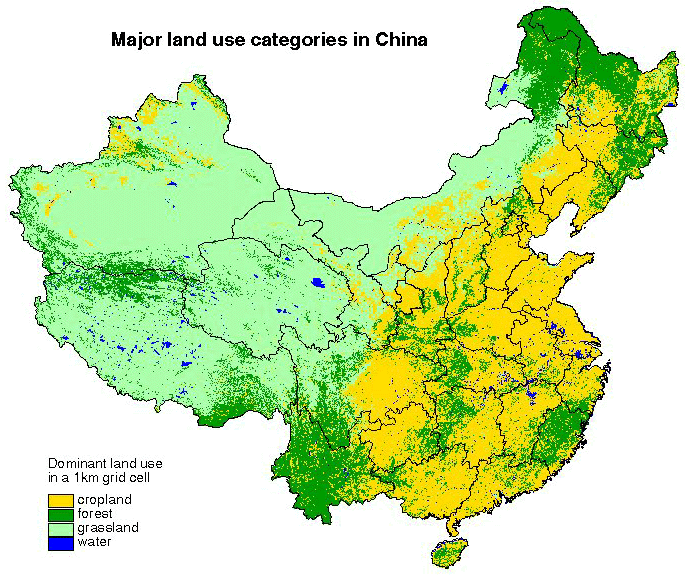 Major land use categories in China
Dominant land use
in a 1km grid cell
cropland
forest
grassland
water